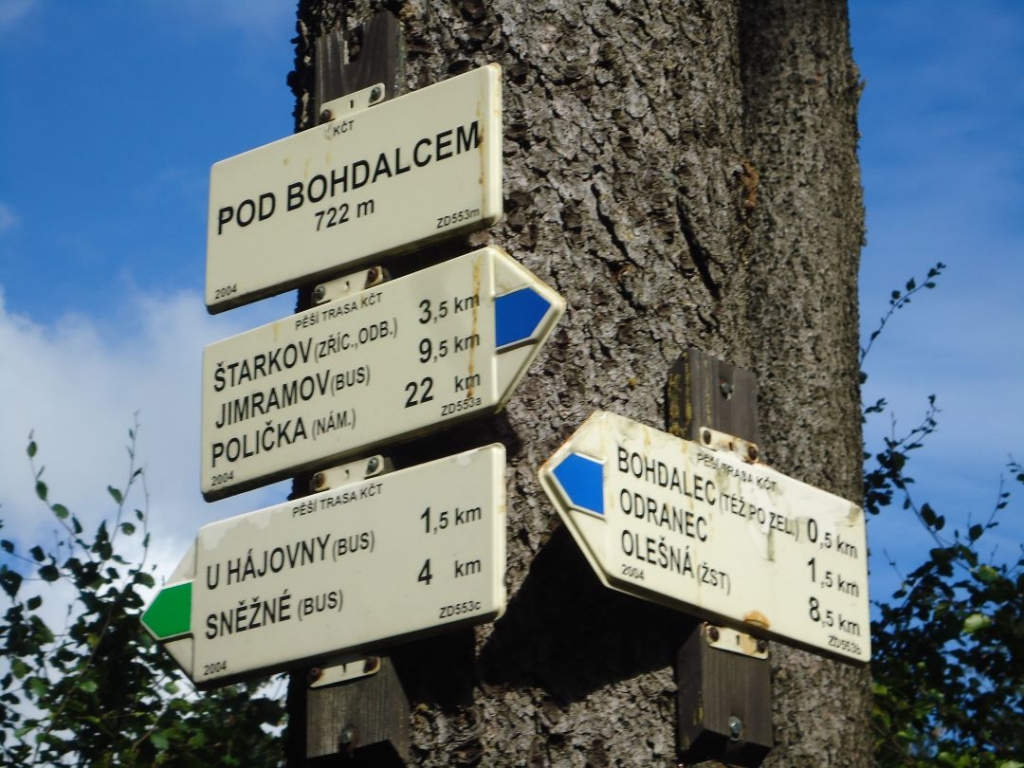 KČT
POD BOHDALCEM
722 m
2004 ZD553m
PĚŠÍ TRASA KČT
ŠTARKOV (ZŘÍC., ODB.) 3,5 km
JIMRAMOV (BUS) 9,5 km
POLIČKA (NÁM.) 22 km
2004 ZD553a
PĚŠÍ TRASA KČT
U HÁJOVNY (BUS) 1,5 km
SNĚŽNÉ (BUS) 4 km
2004 ZD553c
PĚŠÍ TRASA KČT
BOHDALEC (TÉŽ PO ZEL.) 0,5 km
ODRANEC 1,5 km
OLEŠNÁ (ŽST) 8,5 km
2004 ZD553b